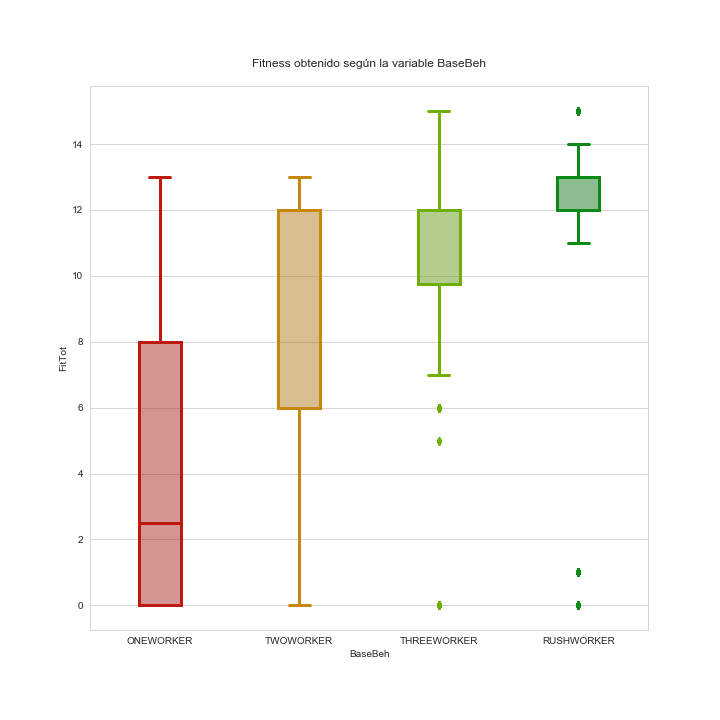 Fitness obtenido según la variable BaseBeh
FitTot
14
12
10
8
6
4
2
0
ONEWORKER TWOWORKER THREEWORKER RUSHWORKER
BaseBeh